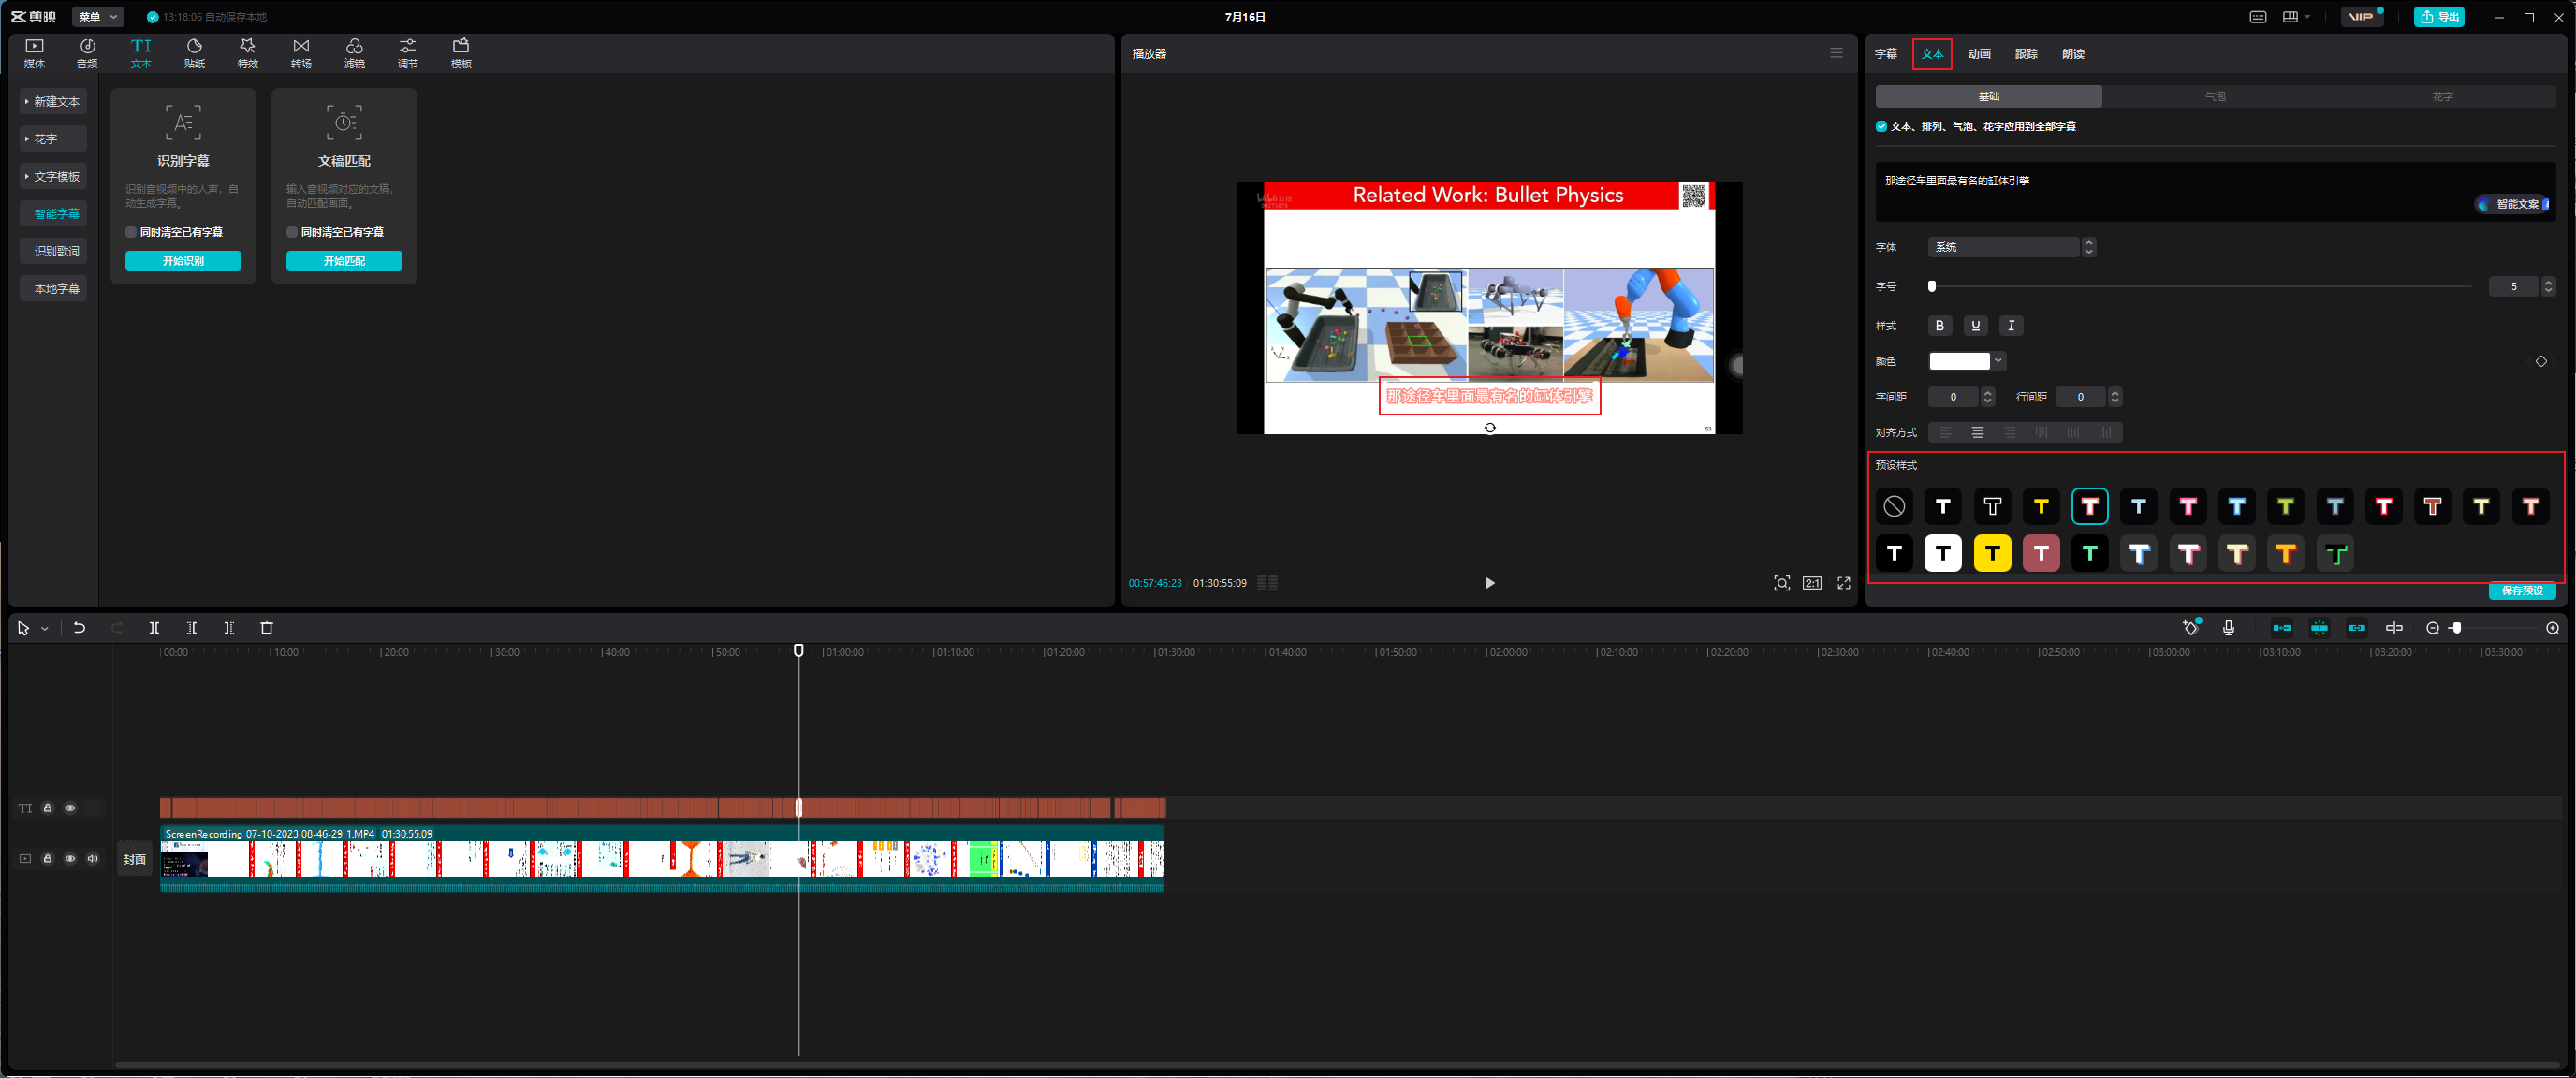 剪映
菜单
13:18:06 自动保存本地
7月16日
VIP
导出
媒体
音频
TI
文本
贴纸
特效
转场
滤镜
调节
模板
新建文本
花字
文字模板
智能字幕
识别歌词
本地字幕
识别字幕
识别音视频中的人声，自
动生成字幕。
同时清空已有字幕
开始识别
文稿匹配
输入音视频对应的文稿，
自动匹配画面。
同时清空已有字幕
开始匹配
播放器
Related Work: Bullet Physics
那途径车里面最有名的缸体引擎
53
00:57:46:23
01:30:55:09
2:1
字幕
文本
动画
跟踪
朗读
基础
气泡
花字
文本、排列、气泡、花字应用到全部字幕
那途径车里面最有名的缸体引擎
智能文案
字体
系统
字号
5
样式
B
U
I
颜色
字间距
0
行间距
0
对齐方式
预设样式
T T T T T T T T T T T T T
T T T T T T T T T T
保存预设
00:00
10:00
20:00
30:00
40:00
50:00
01:00:00
01:10:00
01:20:00
01:30:00
01:40:00
01:50:00
02:00:00
02:10:00
02:20:00
02:30:00
02:40:00
02:50:00
03:00:00
03:10:00
03:20:00
03:30:00
TI
封面
ScreenRecording 07-10-2023 00-46-29 1.MP4
01:30:55:09